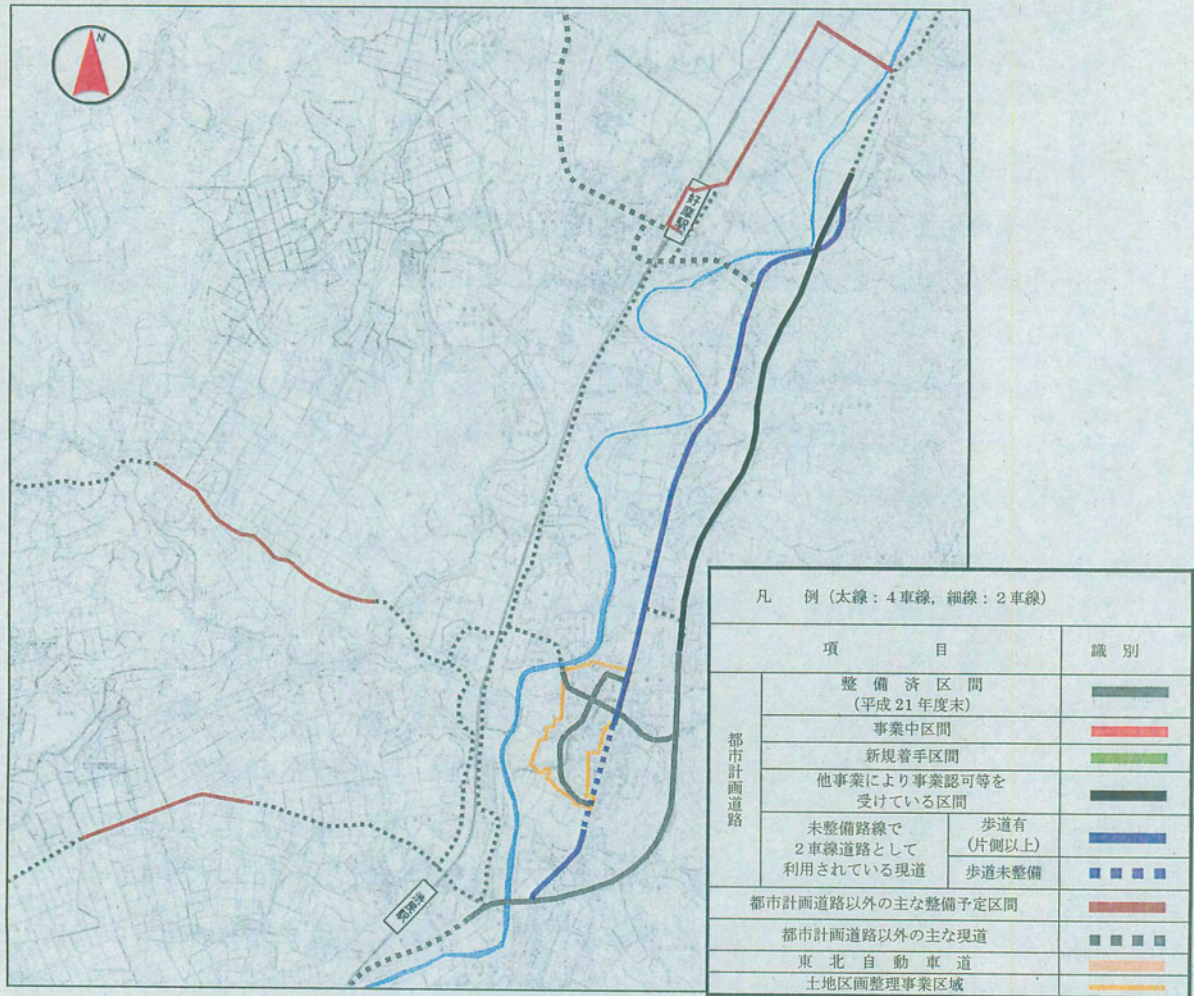 N
好摩駅
渋民駅
凡 例 (太線：4車線, 細線：2車線)
項 目
識 別
都市計画道路
整 備 済 区 間
(平成 21 年度末)
事業中区間
新規着手区間
他事業により事業認可等を
受けている区間
未整備路線で
2車線道路として
利用されている現道
歩道有
(片側以上)
歩道未整備
都市計画道路以外の主な整備予定区間
都市計画道路以外の主な現道
東 北 自 動 車 道
土地区画整理事業区域